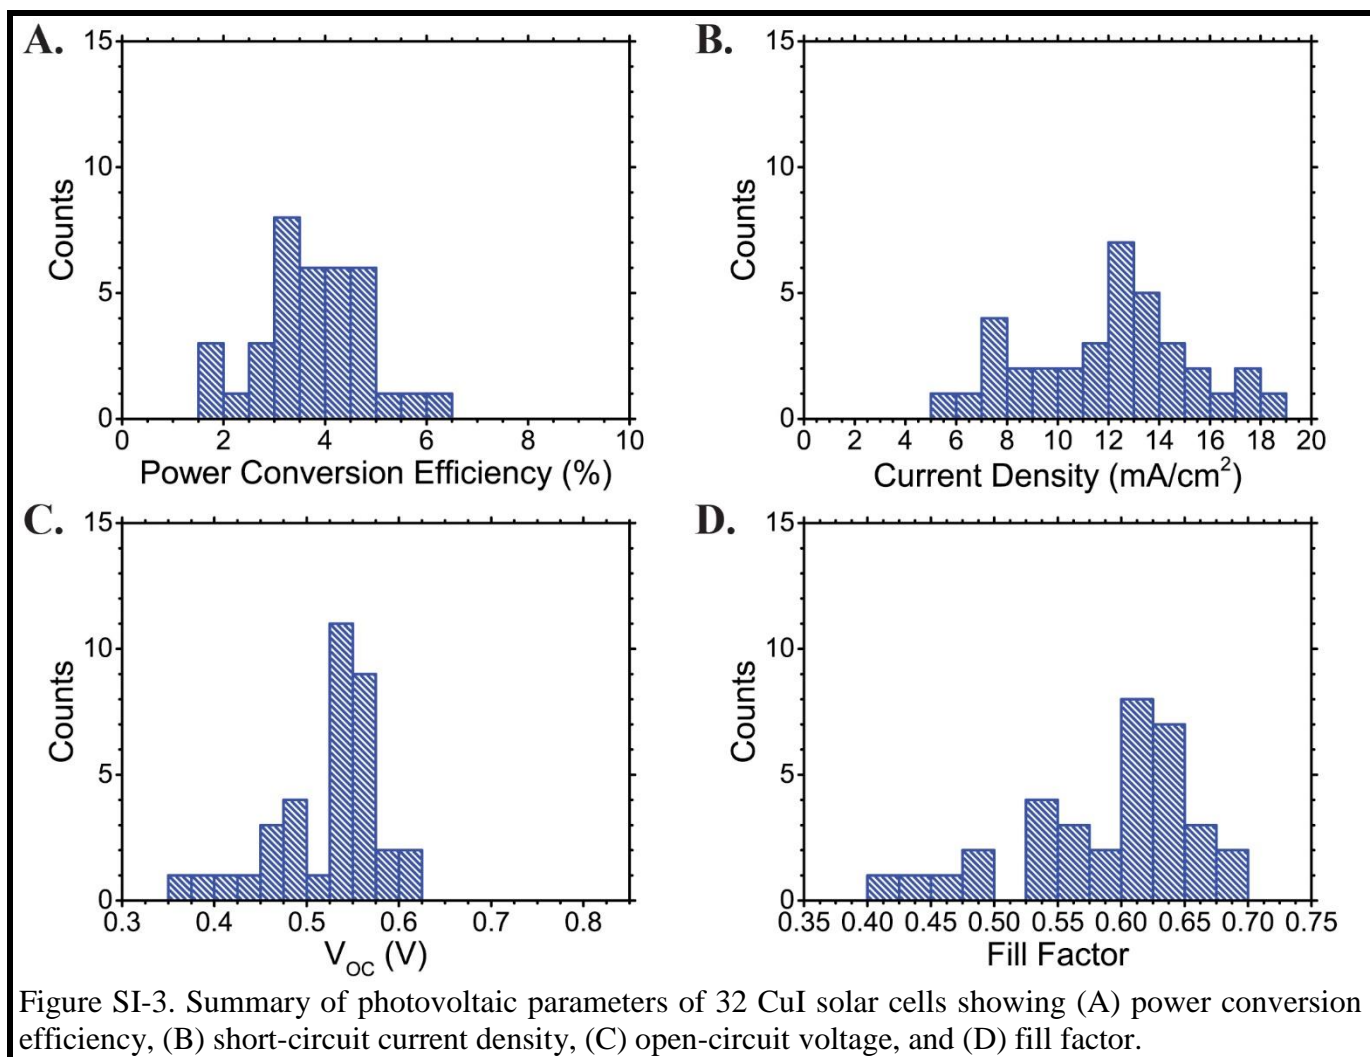 A.
15
10
5
0
Counts
0 2 4 6 8 10
Power Conversion Efficiency (%)
B.
15
10
5
0
Counts
0 2 4 6 8 10 12 14 16 18 20
Current Density (mA/cm²)
C.
15
10
5
0
Counts
0.3 0.4 0.5 0.6 0.7 0.8
V_OC (V)
D.
15
10
5
0
Counts
0.35 0.40 0.45 0.50 0.55 0.60 0.65 0.70 0.75
Fill Factor
Figure SI-3. Summary of photovoltaic parameters of 32 CuI solar cells showing (A) power conversion
efficiency, (B) short-circuit current density, (C) open-circuit voltage, and (D) fill factor.